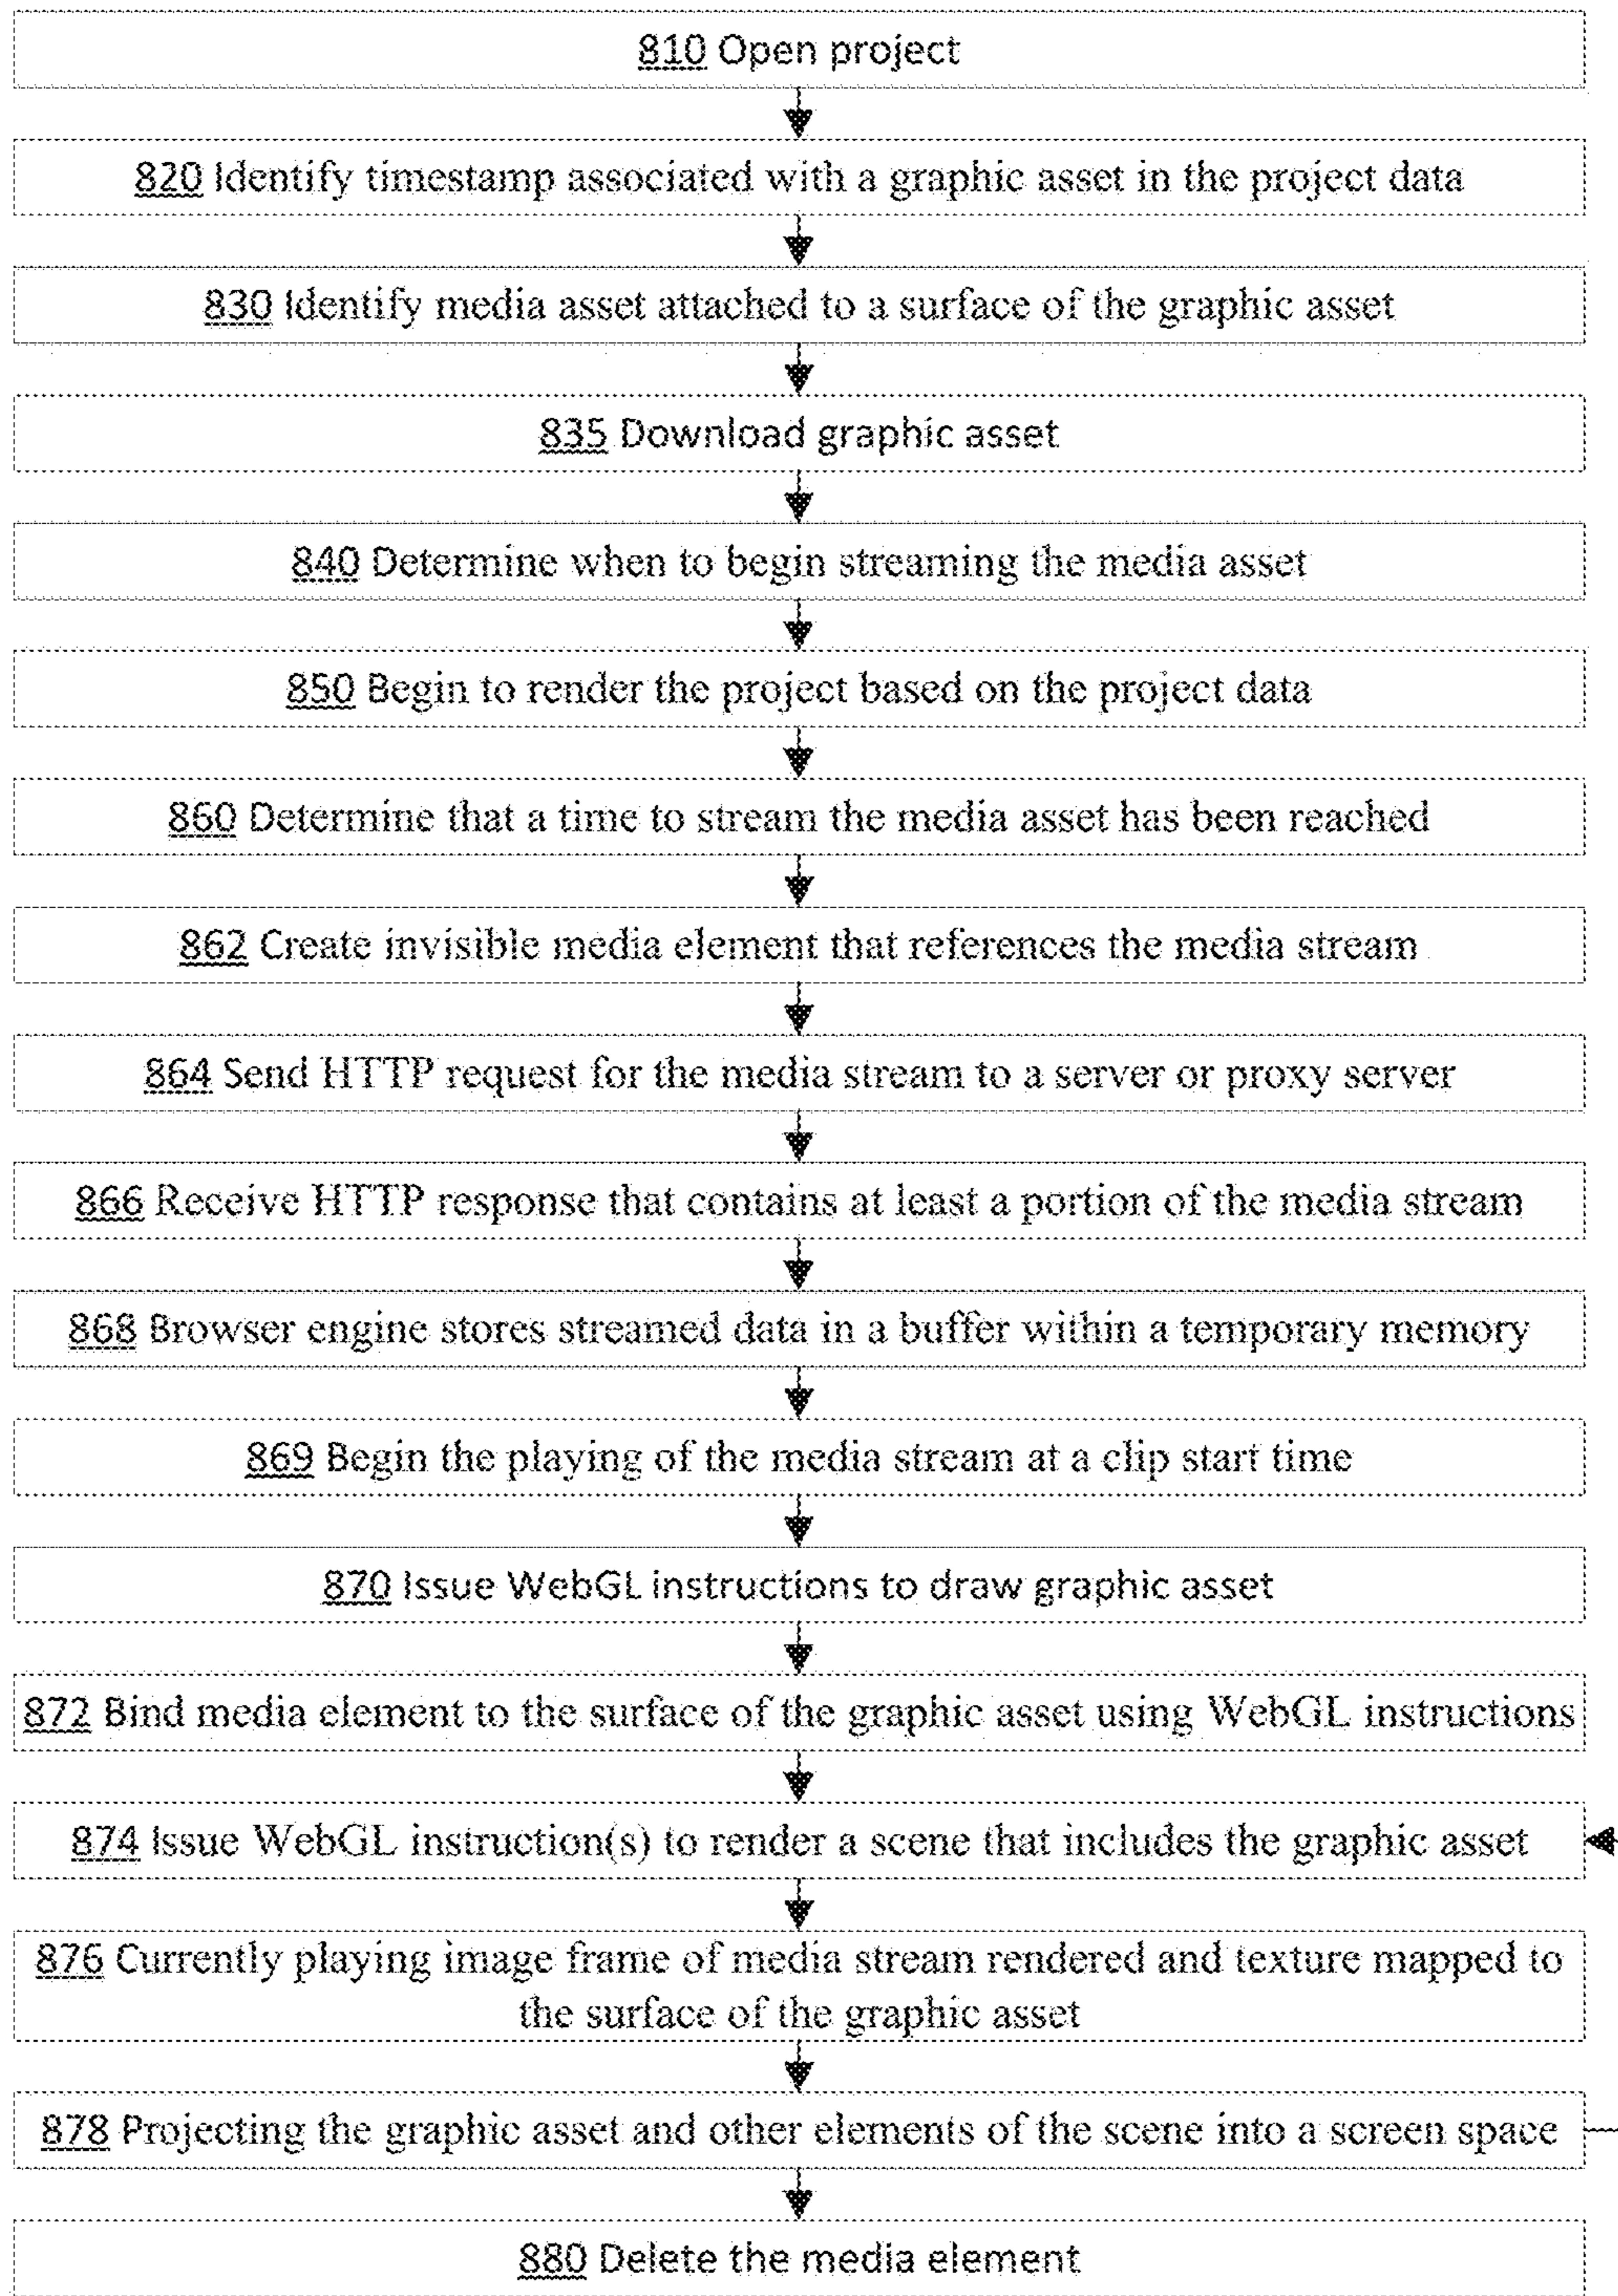 810 Open project
820 Identify timestamp associated with a graphic asset in the project data
830 Identify media asset attached to a surface of the graphic asset
835 Download graphic asset
840 Determine when to begin streaming the media asset
850 Begin to render the project based on the project data
860 Determine that a time to stream the media asset has been reached
862 Create invisible media element that references the media stream
864 Send HTTP request for the media stream to a server or proxy server
866 Receive HTTP response that contains at least a portion of the media stream
868 Browser engine stores streamed data in a buffer within a temporary memory
869 Begin the playing of the media stream at a clip start time
870 Issue WebGL instructions to draw graphic asset
872 Bind media element to the surface of the graphic asset using WebGL instructions
874 Issue WebGL instruction(s) to render a scene that includes the graphic asset
876 Currently playing image frame of media stream rendered and texture mapped to
the surface of the graphic asset
878 Projecting the graphic asset and other elements of the scene into a screen space
880 Delete the media element